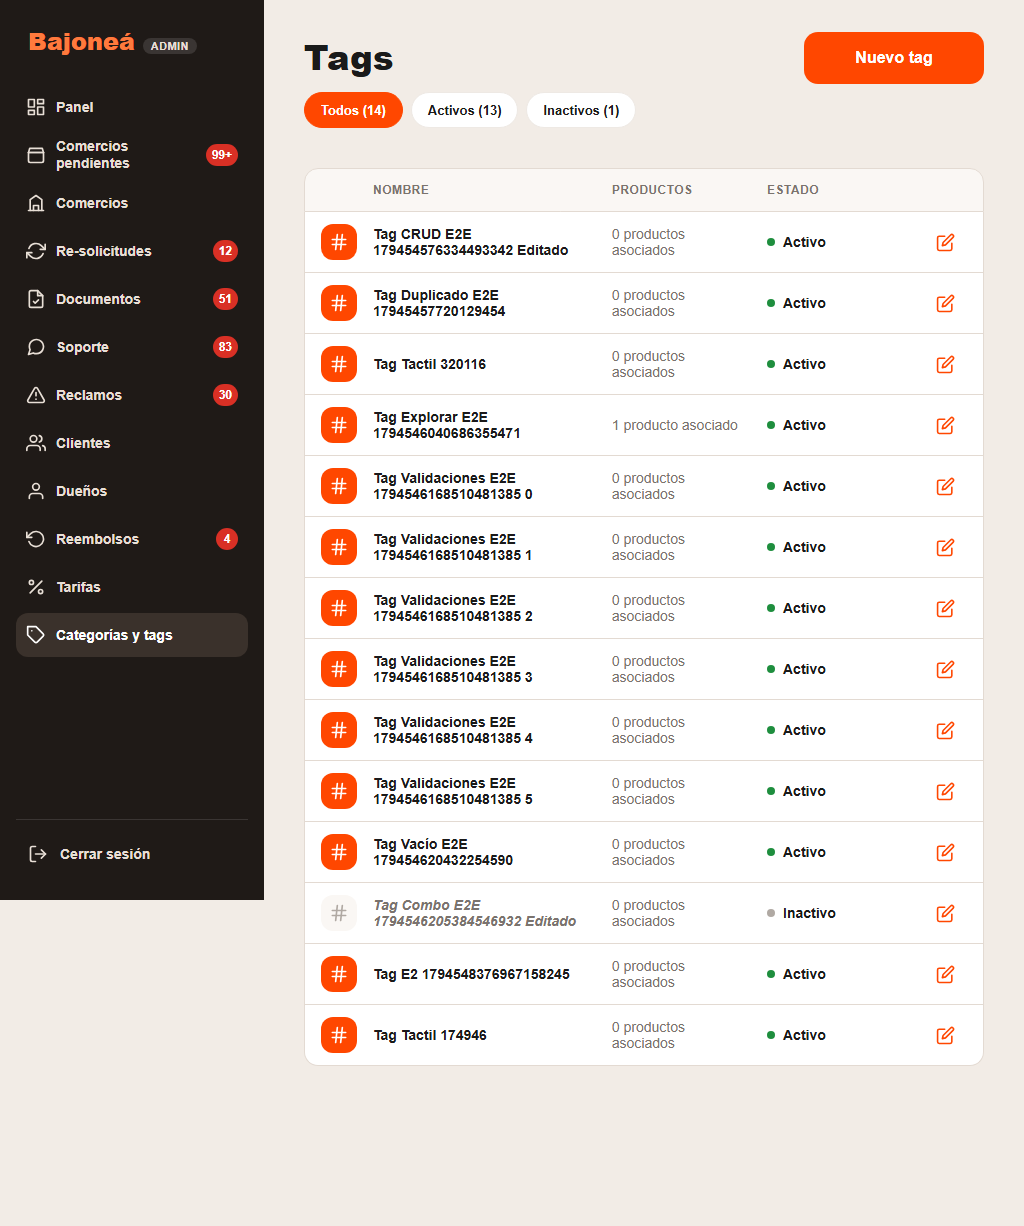 Bajoneá ADMIN
Panel
Comercios
pendientes
99+
Comercios
Re-solicitudes 12
Documentos 51
Soporte 83
Reclamos 30
Clientes
Dueños
Reembolsos 4
Tarifas
Categorías y tags
Cerrar sesión
Tags
Nuevo tag
Todos (14) Activos (13) Inactivos (1)
NOMBRE PRODUCTOS ESTADO
Tag CRUD E2E
179454576334493342 Editado
0 productos
asociados
Activo
Tag Duplicado E2E
17945457720129454
0 productos
asociados
Activo
Tag Tactil 320116
0 productos
asociados
Activo
Tag Explorar E2E
1794546040686355471
1 producto asociado
Activo
Tag Validaciones E2E
1794546168510481385 0
0 productos
asociados
Activo
Tag Validaciones E2E
1794546168510481385 1
0 productos
asociados
Activo
Tag Validaciones E2E
1794546168510481385 2
0 productos
asociados
Activo
Tag Validaciones E2E
1794546168510481385 3
0 productos
asociados
Activo
Tag Validaciones E2E
1794546168510481385 4
0 productos
asociados
Activo
Tag Validaciones E2E
1794546168510481385 5
0 productos
asociados
Activo
Tag Vacío E2E
179454620432254590
0 productos
asociados
Activo
Tag Combo E2E
1794546205384546932 Editado
0 productos
asociados
Inactivo
Tag E2 1794548376967158245
0 productos
asociados
Activo
Tag Tactil 174946
0 productos
asociados
Activo